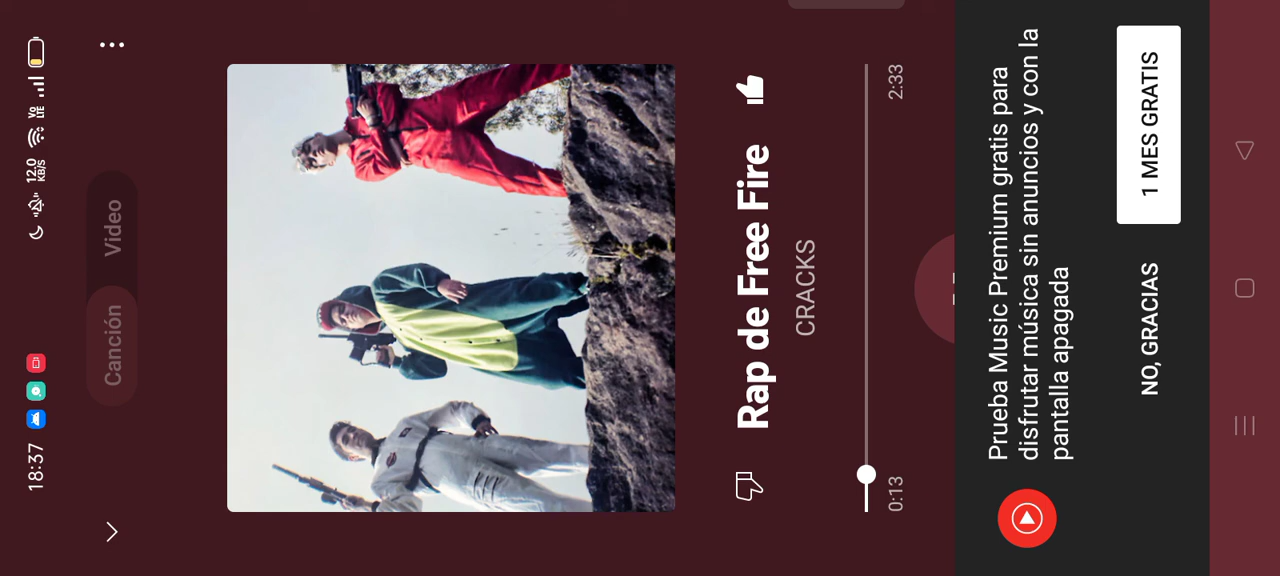 18:37
12.0
KB/S
Vo
LTE
Canción
Video
Rap de Free Fire
CRACKS
0:13
2:33
Prueba Music Premium gratis para
disfrutar música sin anuncios y con la
pantalla apagada
NO, GRACIAS
1 MES GRATIS